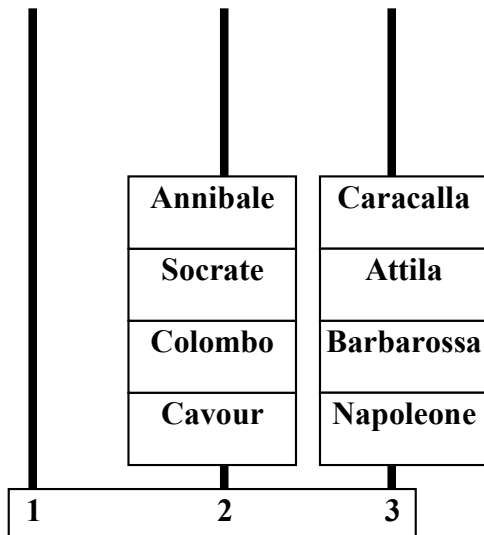 Annibale Caracalla
Socrate Attila
Colombo Barbarossa
Cavour Napoleone
1 2 3